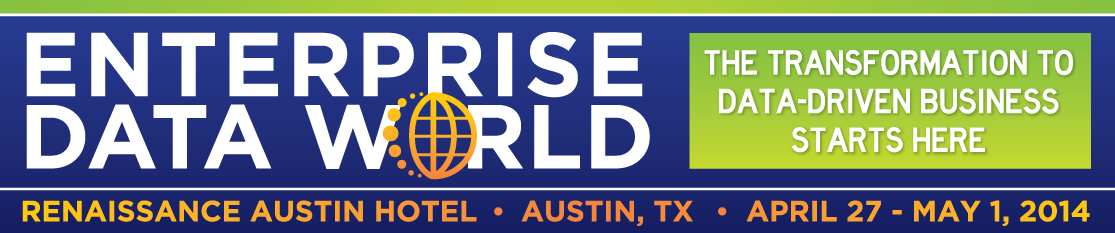 ENTERPRISE
DATA WORLD
THE TRANSFORMATION TO
DATA-DRIVEN BUSINESS
STARTS HERE
RENAISSANCE AUSTIN HOTEL • AUSTIN, TX • APRIL 27 - MAY 1, 2014